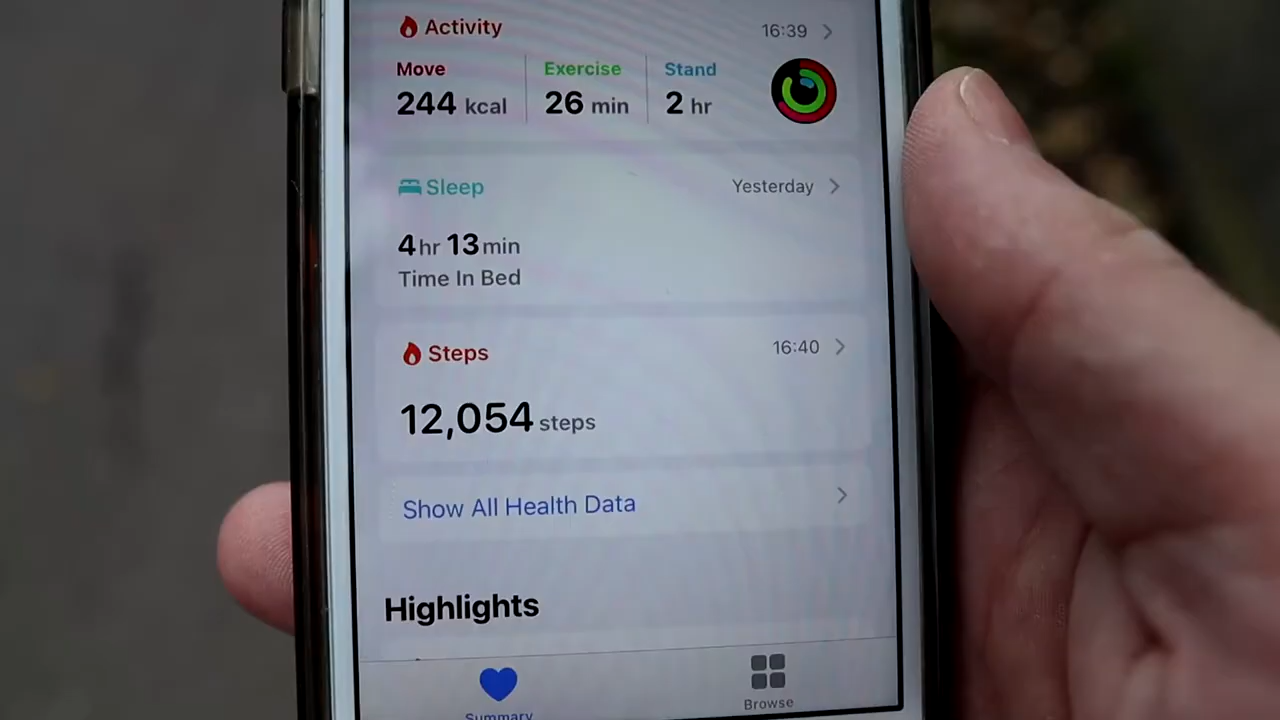 Activity 16:39
Move Exercise Stand
244 kcal 26 min 2 hr
Sleep Yesterday
4 hr 13 min
Time In Bed
Steps 16:40
12,054 steps
Show All Health Data
Highlights
Summary Browse